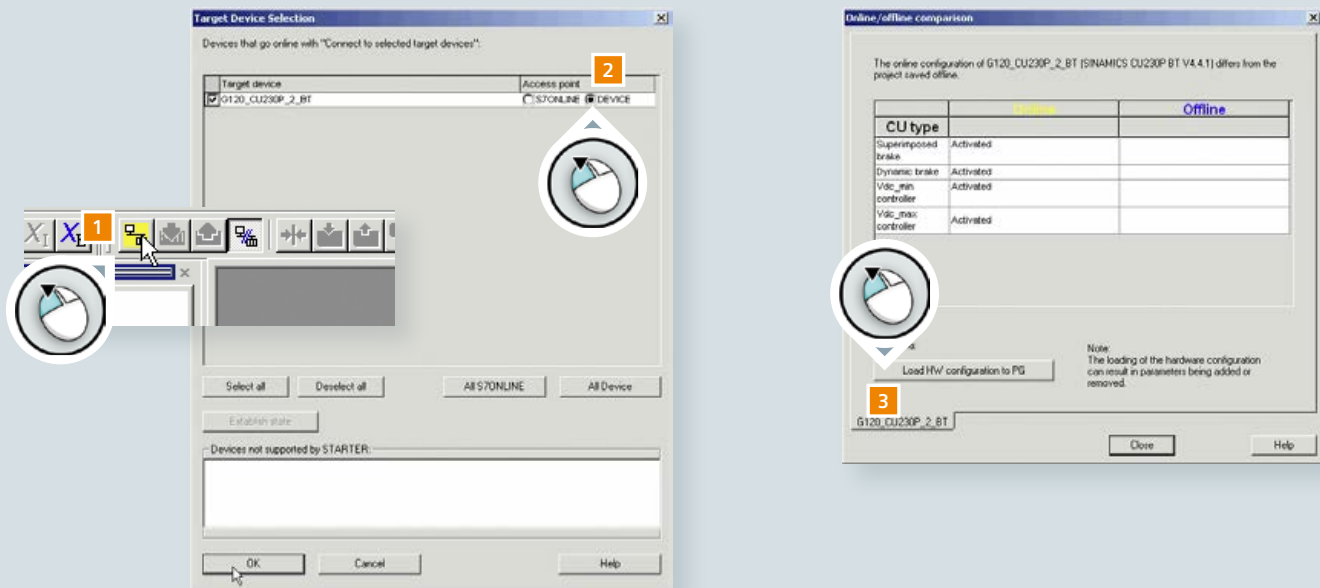 Target Device Selection
Devices that go online with "Connect to selected target devices":
Target device Access point
G120_CU230P_2_BT S7ONLINE DEVICE
2
1
Select all Deselect all All S7ONLINE All Device
Establish state
Devices not supported by STARTER:
OK Cancel Help
Online/offline comparison
The online configuration of G120_CU230P_2_BT (SINAMICS CU230P BT V4.4.1) differs from the
project saved offline.
Online Offline
CU type
Superimposed
brake
Activated
Dynamic brake Activated
Vdc_min
controller
Activated
Vdc_max
controller
Activated
Load HW configuration to PG
Note:
The loading of the hardware configuration
can result in parameters being added or
removed.
3
G120_CU230P_2_BT
Close Help